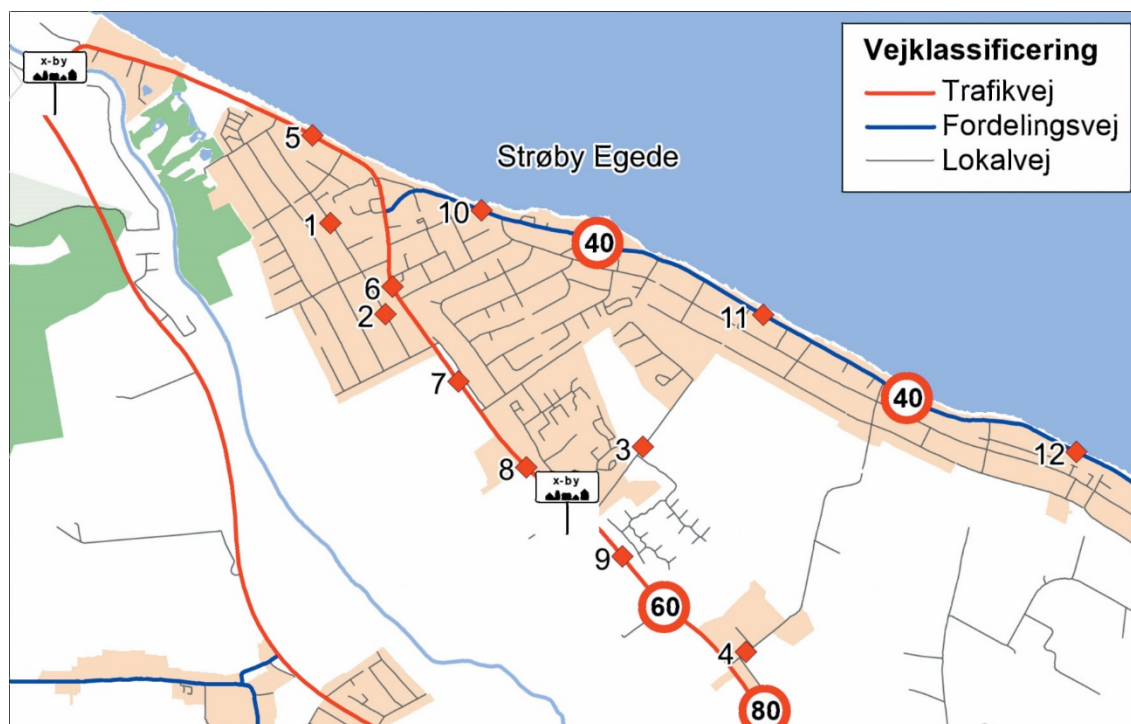 Vejklassificering
Trafikvej
Fordelingsvej
Lokalvej
x-by
5
Strøby Egede
1
10
40
6
2
11
7
40
3
12
8
x-by
9
60
4
80